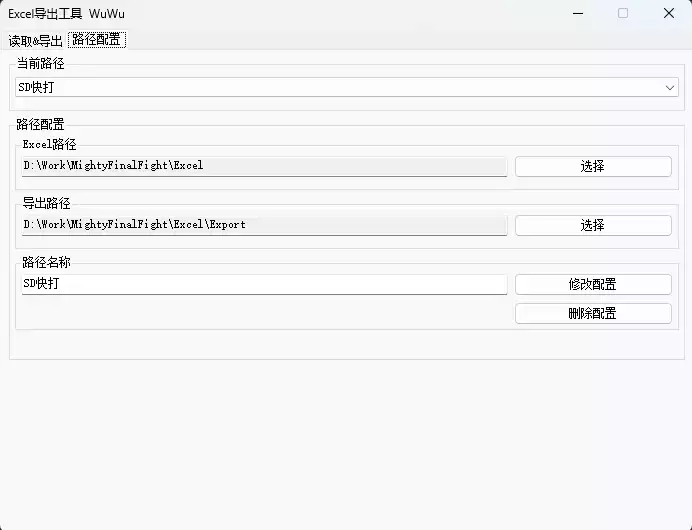 Excel导出工具 WuWu
读取&导出 路径配置
当前路径
SD快打
路径配置
Excel路径
D:\Work\MightyFinalFight\Excel 选择
导出路径
D:\Work\MightyFinalFight\Excel\Export 选择
路径名称
SD快打 修改配置
删除配置